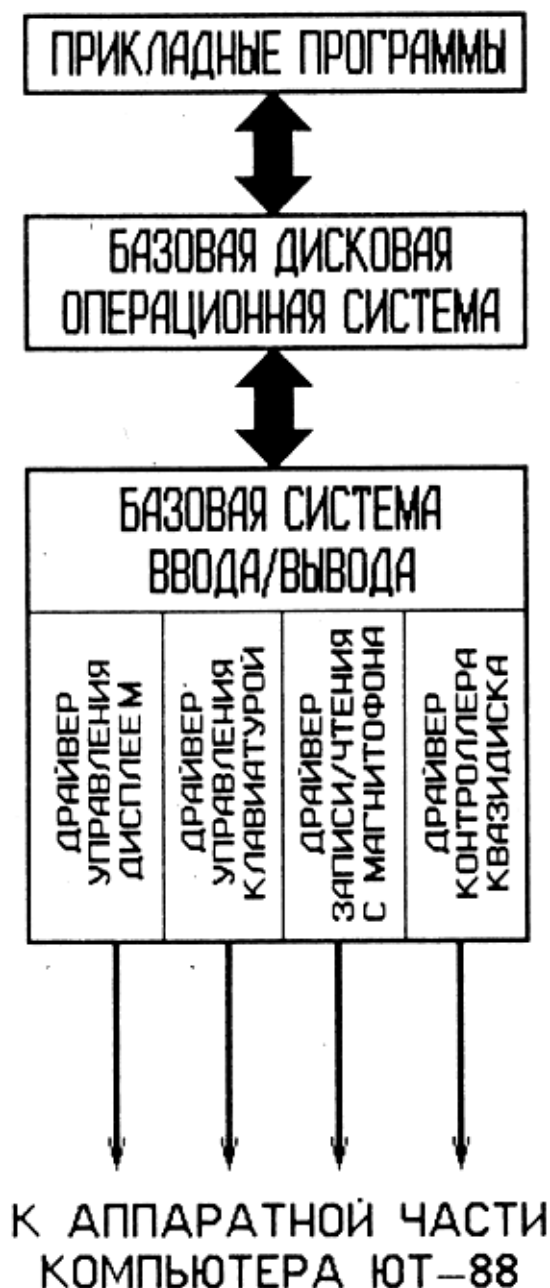 ПРИКЛАДНЫЕ ПРОГРАММЫ
БАЗОВАЯ ДИСКОВАЯ
ОПЕРАЦИОННАЯ СИСТЕМА
БАЗОВАЯ СИСТЕМА
ВВОДА/ВЫВОДА
ДРАЙВЕР
УПРАВЛЕНИЯ
ДИСПЛЕЕМ
ДРАЙВЕР
УПРАВЛЕНИЯ
КЛАВИАТУРОЙ
ДРАЙВЕР
ЗАПИСИ/ЧТЕНИЯ
С МАГНИТОФОНА
ДРАЙВЕР
КОНТРОЛЛЕРА
КВАЗИДИСКА
К АППАРАТНОЙ ЧАСТИ
КОМПЬЮТЕРА ЮТ-88